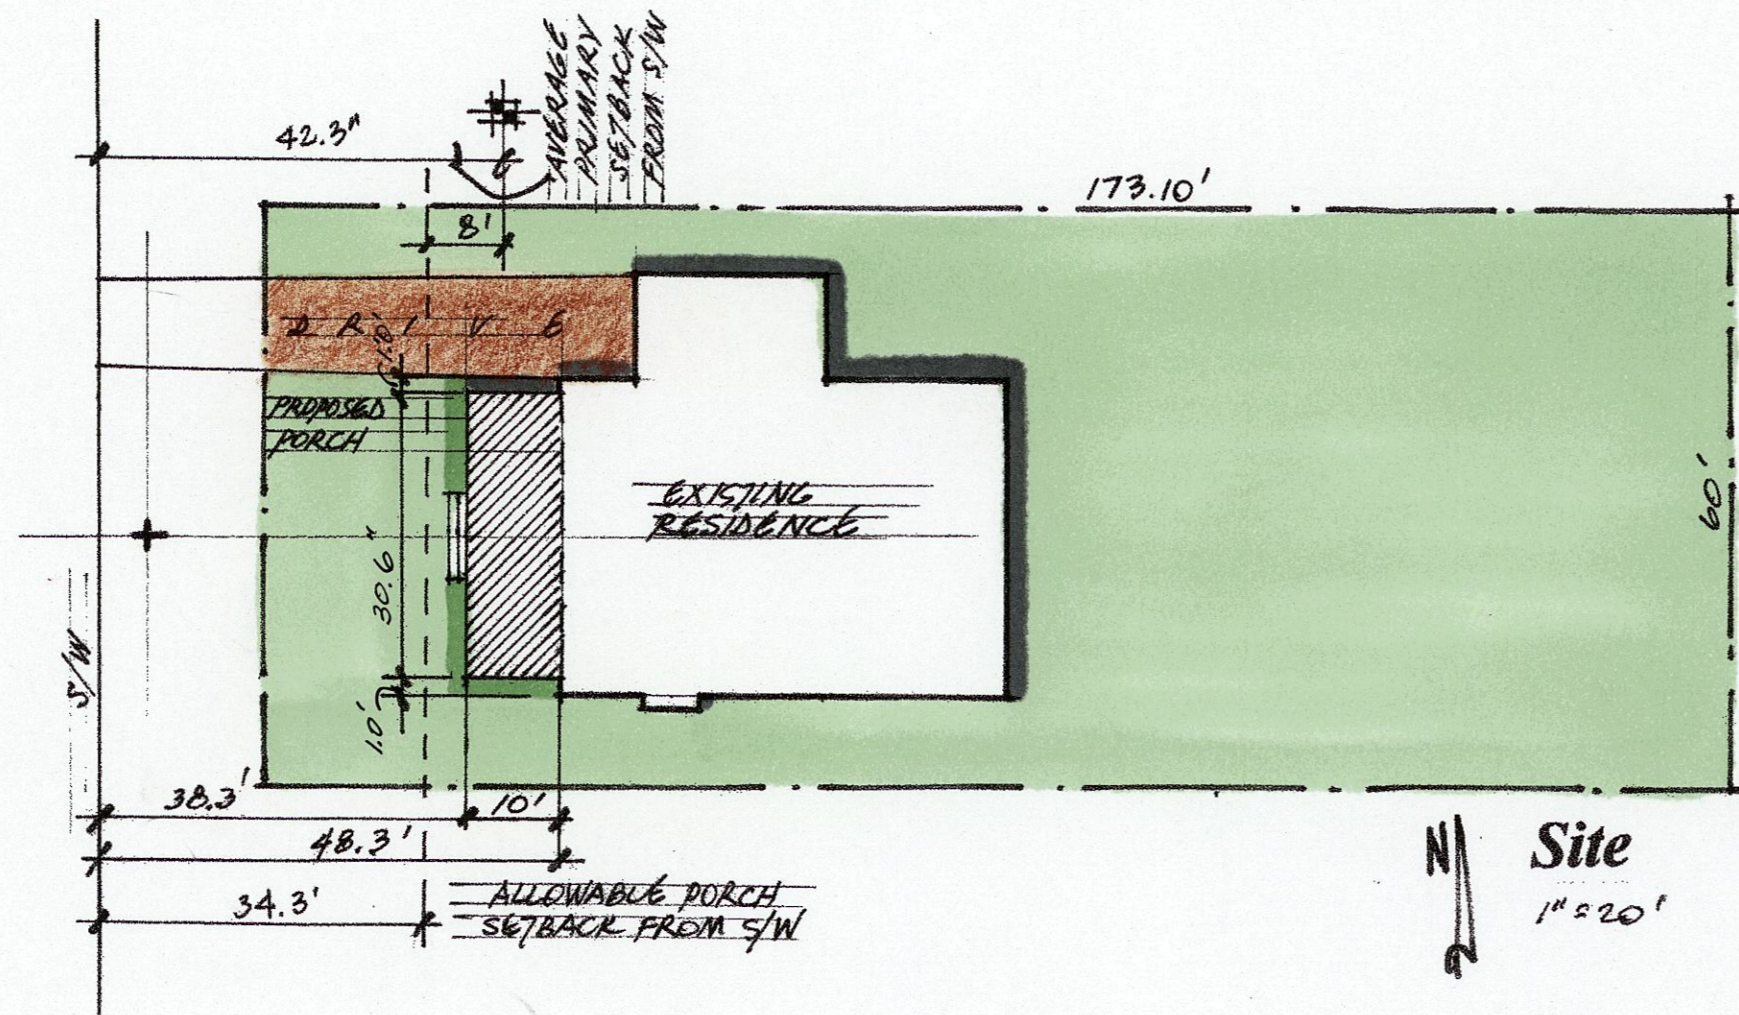 AVERAGE
PRIMARY
SETBACK
FROM S/W
42.3"
173.10'
8'
DRIVE
1.0'
PROPOSED
PORCH
EXISTING
RESIDENCE
30.6"
60'
S/W
1.0'
38.3'
10'
48.3'
34.3'
ALLOWABLE PORCH
SETBACK FROM S/W
N
Site
1"=20'